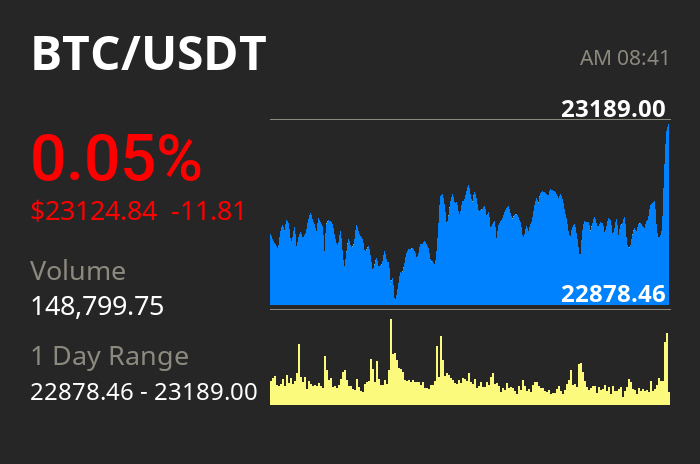 BTC/USDT
AM 08:41
23189.00
0.05%
$23124.84 -11.81
Volume
148,799.75
22878.46
1 Day Range
22878.46 - 23189.00